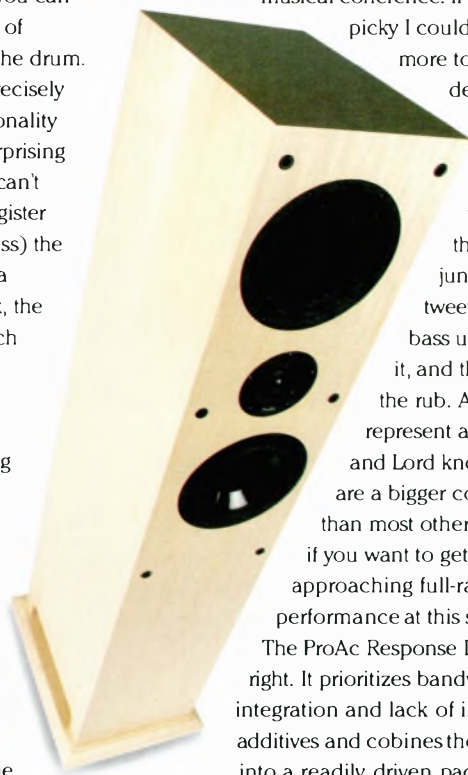 of
he drum.
ecisely
onality
rprising
can't
gister
ss) the
a
, the
ch
g
musical coherence. If
picky I could
more to
de
th
jun
twee
bass u
it, and th
the rub. A
represent a
and Lord kno
are a bigger co
than most other
if you want to get
approaching full-ra
performance at this s
The ProAc Response D
right. It prioritizes bandw
integration and lack of i
additives and cobines the
into a readily driven pac